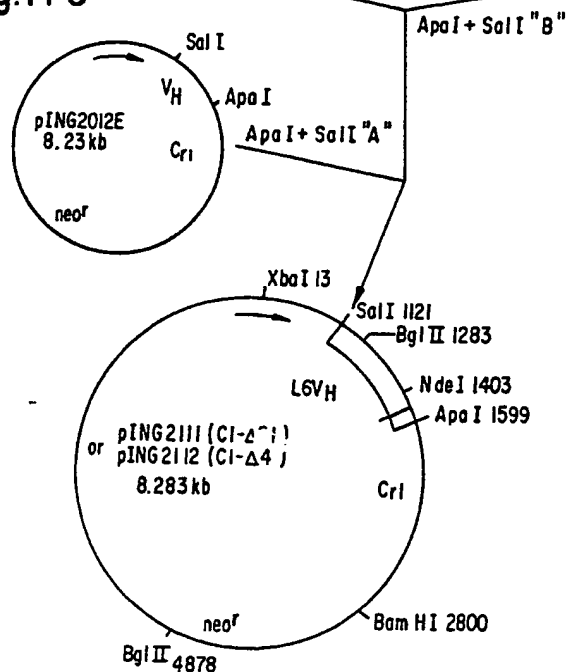 ApaI + SalI "B"
SalI
VH
ApaI
pING2012E
8.23kb
Cr1
ApaI + SalI "A"
neor
XbaI 13
SalI 1121
BglII 1283
L6VH
NdeI 1403
ApaI 1599
or pING2111
pING2112 (C1-Δ4)
8.283kb
Cr1
neor
BamHI 2800
BglII 4878